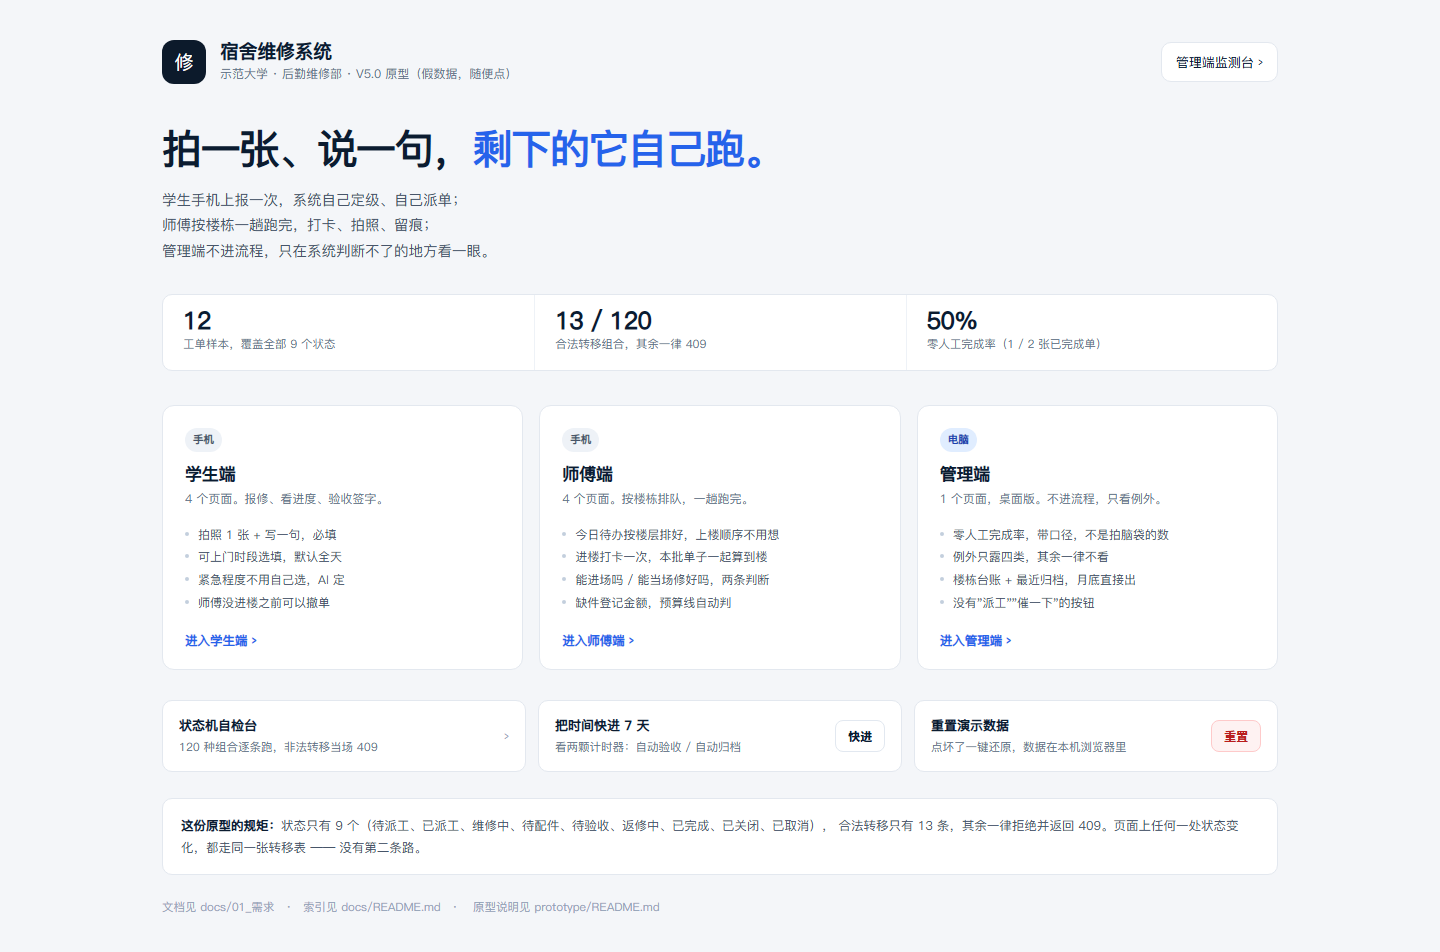 修
宿舍维修系统
示范大学 · 后勤维修部 · V5.0 原型（假数据，随便点）
管理端监测台 ›
拍一张、说一句，剩下的它自己跑。
学生手机上报一次，系统自己定级、自己派单；
师傅按楼栋一趟跑完，打卡、拍照、留痕；
管理端不进流程，只在系统判断不了的地方看一眼。
12
工单样本，覆盖全部 9 个状态
13 / 120
合法转移组合，其余一律 409
50%
零人工完成率（1 / 2 张已完成单）
手机
学生端
4 个页面。报修、看进度、验收签字。
拍照 1 张 + 写一句，必填
可上门时段选填，默认全天
紧急程度不用自己选，AI 定
师傅没进楼之前可以撤单
进入学生端 ›
手机
师傅端
4 个页面。按楼栋排队，一趟跑完。
今日待办按楼层排好，上楼顺序不用想
进楼打卡一次，本批单子一起算到楼
能进场吗 / 能当场修好吗，两条判断
缺件登记金额，预算线自动判
进入师傅端 ›
电脑
管理端
1 个页面，桌面版。不进流程，只看例外。
零人工完成率，带口径，不是拍脑袋的数
例外只露四类，其余一律不看
楼栋台账 + 最近归档，月底直接出
没有”派工””催一下”的按钮
进入管理端 ›
状态机自检台
120 种组合逐条跑，非法转移当场 409
›
把时间快进 7 天
看两颗计时器：自动验收 / 自动归档
快进
重置演示数据
点坏了一键还原，数据在本机浏览器里
重置
这份原型的规矩：状态只有 9 个（待派工、已派工、维修中、待配件、待验收、返修中、已完成、已关闭、已取消）， 合法转移只有 13 条，其余一律拒绝并返回 409。页面上任何一处状态变
化，都走同一张转移表 —— 没有第二条路。
文档见 docs/01_需求 · 索引见 docs/README.md · 原型说明见 prototype/README.md